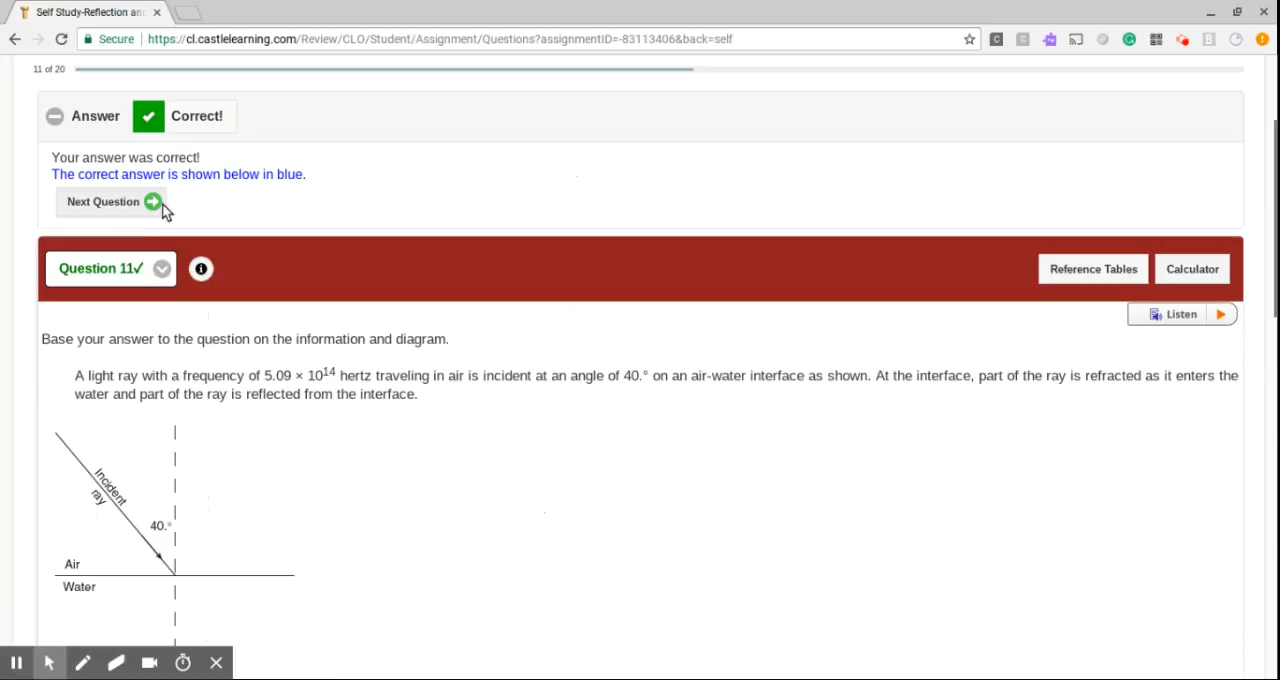 Self Study-Reflection an
Secure
https://cl.castlelearning.com/Review/CLO/Student/Assignment/Questions?assignmentID=-83113406&back=self
11 of 20
Answer
Correct!
Your answer was correct!
The correct answer is shown below in blue.
Next Question
Question 11✓
Reference Tables
Calculator
Listen
Base your answer to the question on the information and diagram.
A light ray with a frequency of 5.09 × 10¹⁴ hertz traveling in air is incident at an angle of 40.° on an air-water interface as shown. At the interface, part of the ray is refracted as it enters the
water and part of the ray is reflected from the interface.
Incident
ray
40.°
Air
Water